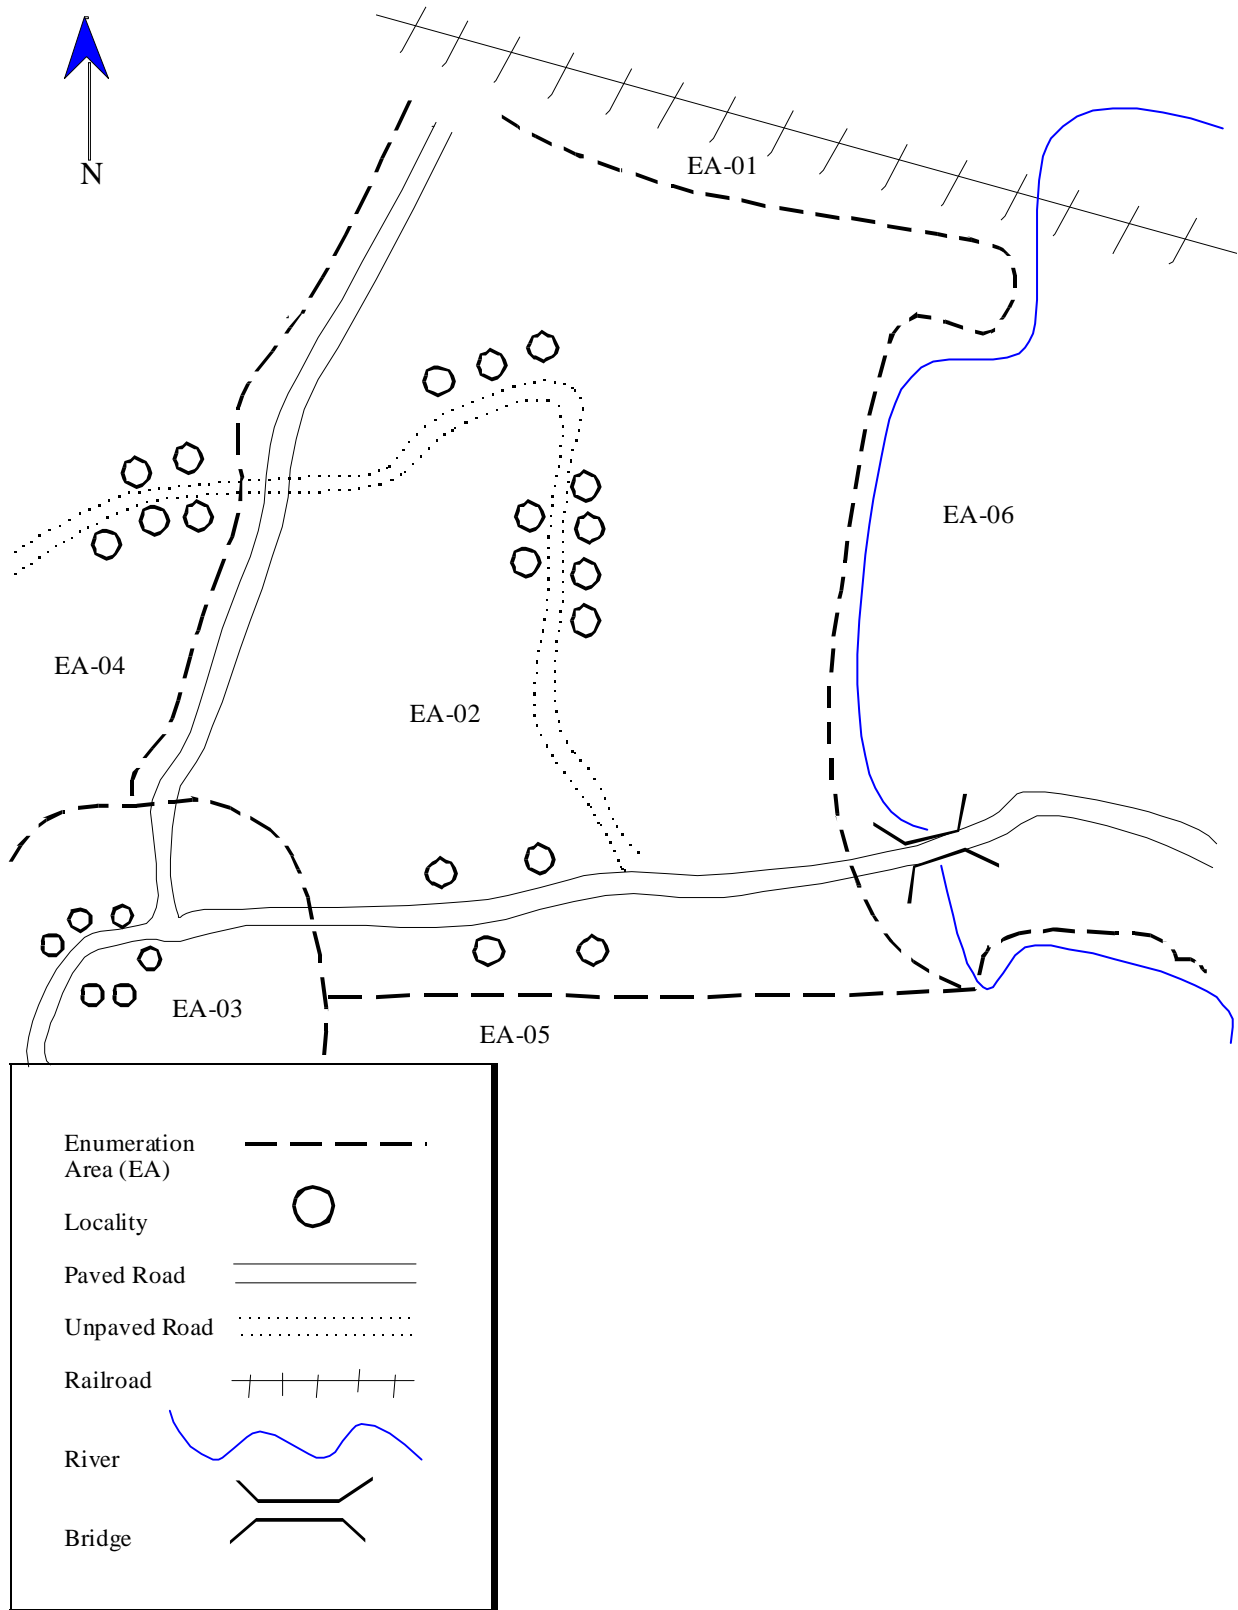 N
EA-01
EA-06
EA-04
EA-02
EA-03
EA-05
Enumeration
Area (EA)
Locality
Paved Road
Unpaved Road
Railroad
River
Bridge